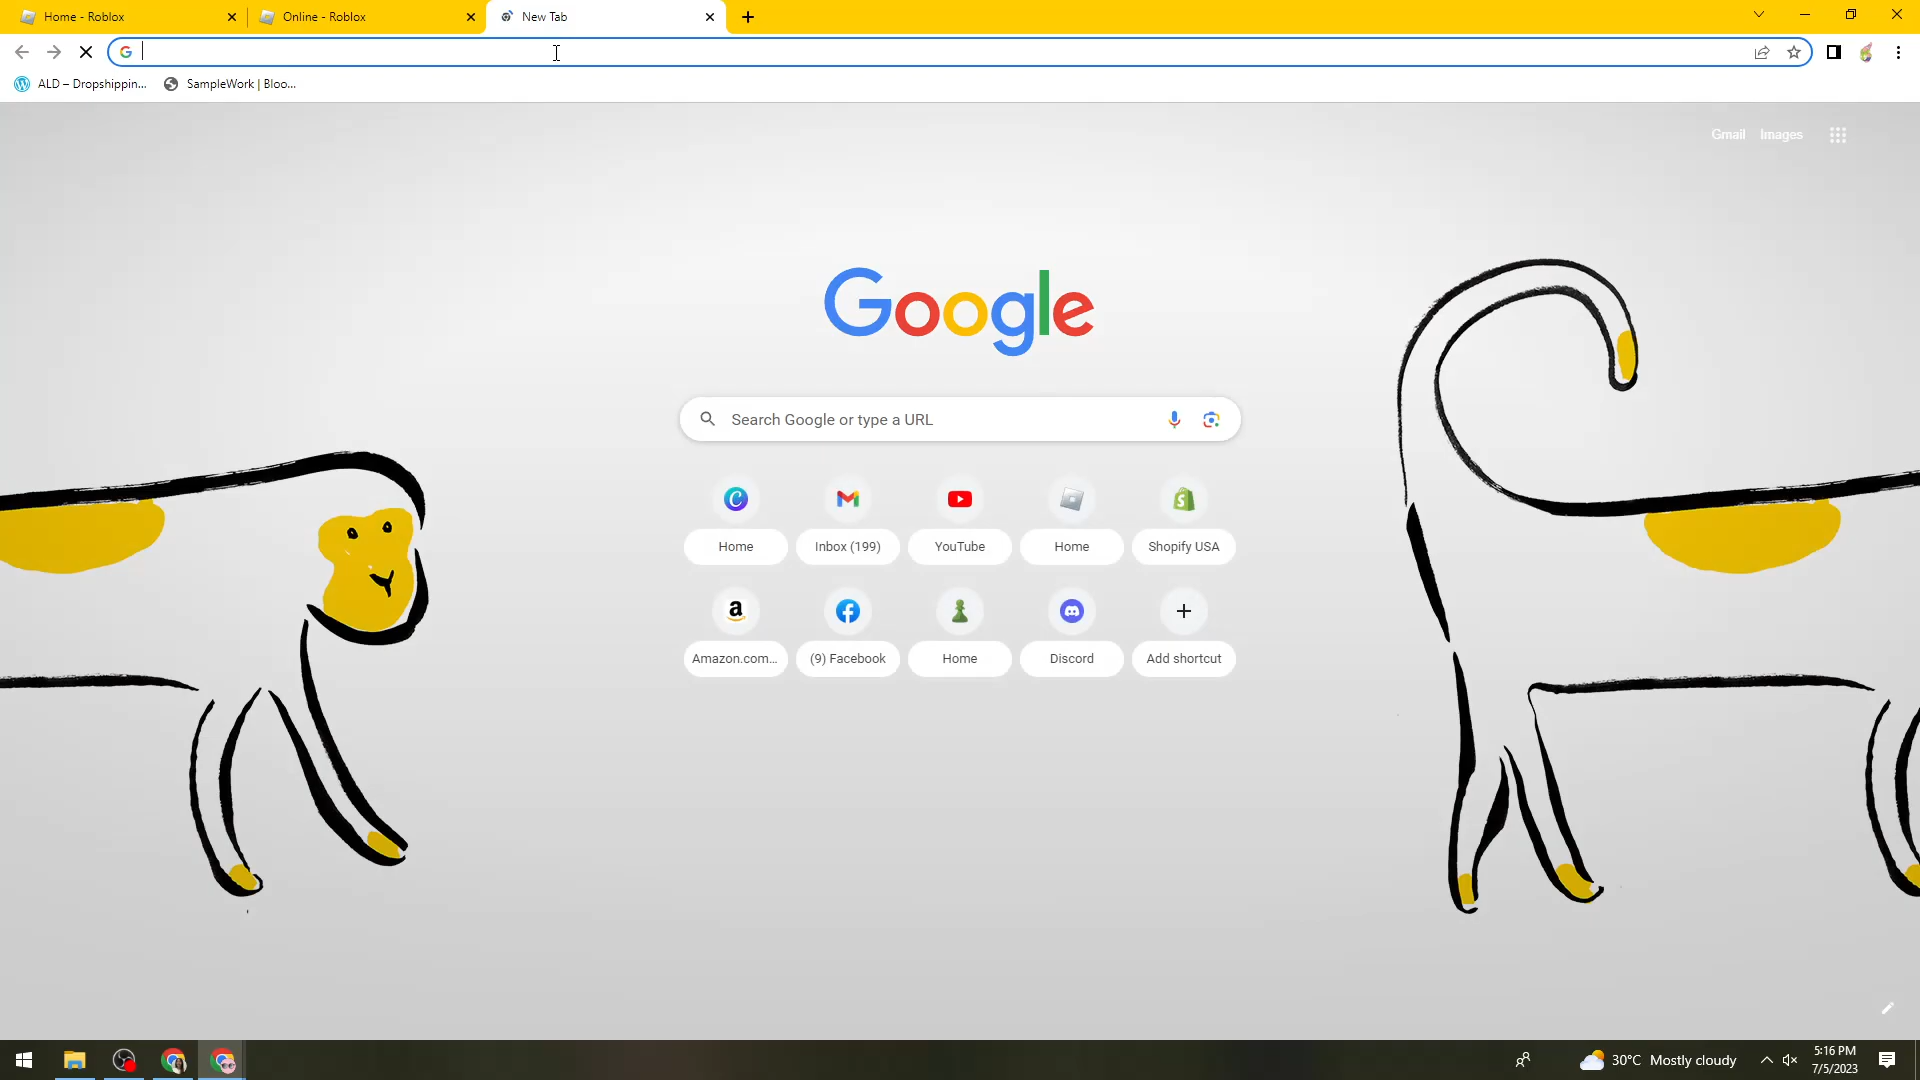 Home - Roblox
Online - Roblox
New Tab
ALD – Dropshippin...
SampleWork | Bloo...
Gmail Images
Google
Search Google or type a URL
Home
Inbox (199)
YouTube
Home
Shopify USA
Amazon.com...
(9) Facebook
Home
Discord
Add shortcut
30°C Mostly cloudy
5:16 PM
7/5/2023